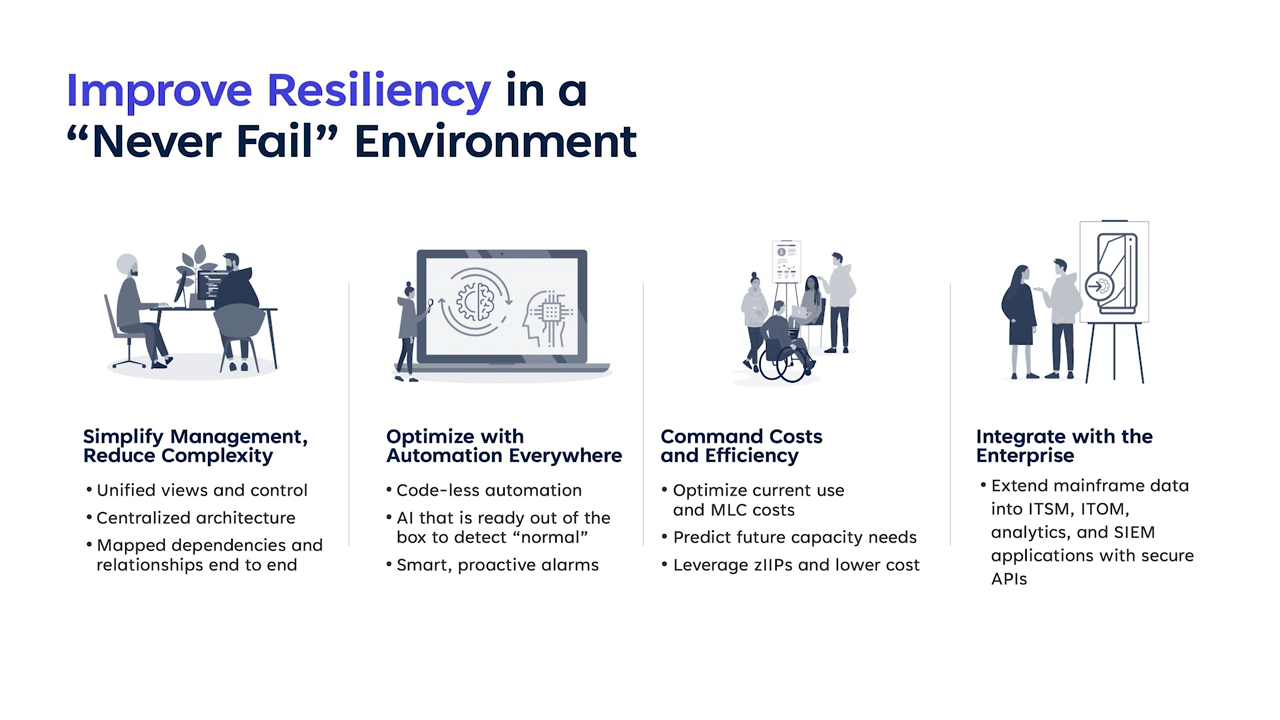 Improve Resiliency in a
“Never Fail” Environment
Simplify Management,
Reduce Complexity
• Unified views and control
• Centralized architecture
• Mapped dependencies and
relationships end to end
Optimize with
Automation Everywhere
• Code-less automation
• AI that is ready out of the
box to detect “normal”
• Smart, proactive alarms
Command Costs
and Efficiency
• Optimize current use
and MLC costs
• Predict future capacity needs
• Leverage zIIPs and lower cost
Integrate with the
Enterprise
• Extend mainframe data
into ITSM, ITOM,
analytics, and SIEM
applications with secure
APIs